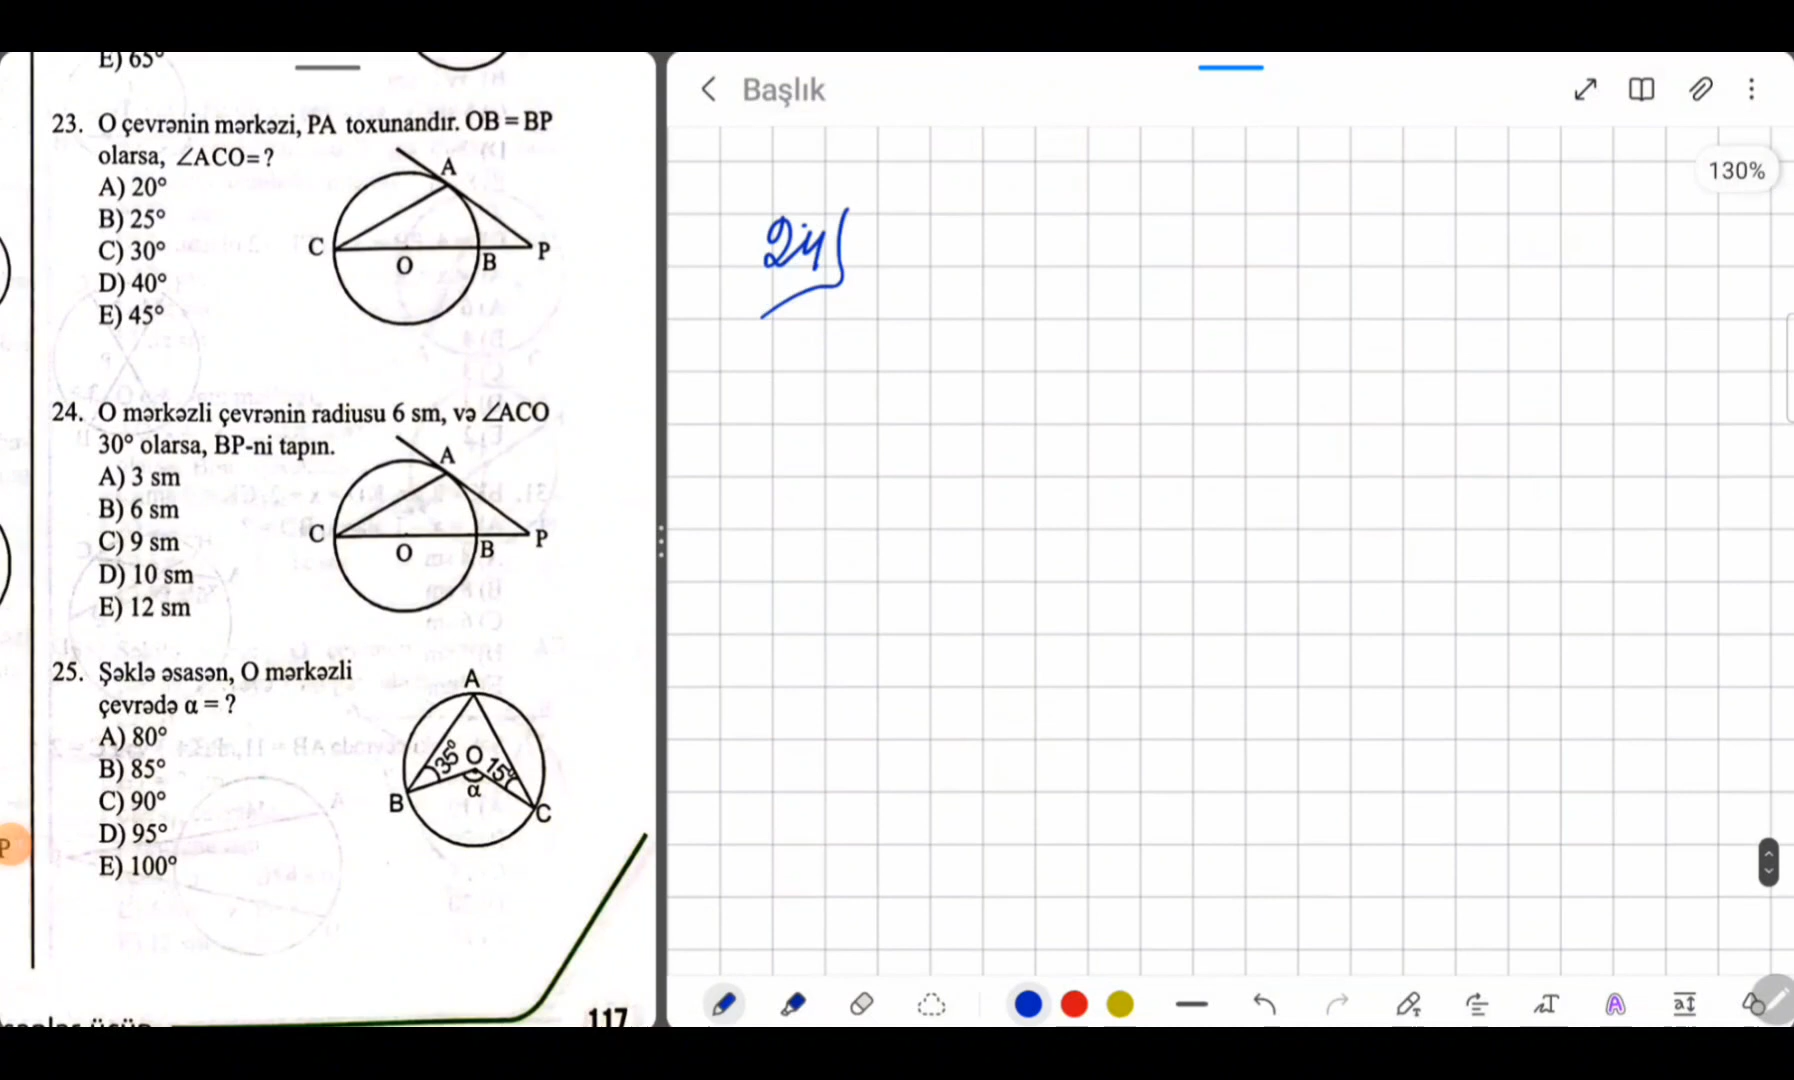 E) 65°
23. O çevrənin mərkəzi, PA toxunandır. OB = BP
olarsa, ∠ACO= ?
A) 20°
B) 25°
C) 30°
D) 40°
E) 45°
A
C
O
B
P
24. O mərkəzli çevrənin radiusu 6 sm, və ∠ACO
30° olarsa, BP-ni tapın.
A) 3 sm
B) 6 sm
C) 9 sm
D) 10 sm
E) 12 sm
A
C
O
B
P
25. Şəklə əsasən, O mərkəzli
çevrədə α = ?
A) 80°
B) 85°
C) 90°
D) 95°
E) 100°
A
35°
O
15°
α
B
C
P
117
Başlık
130%
24